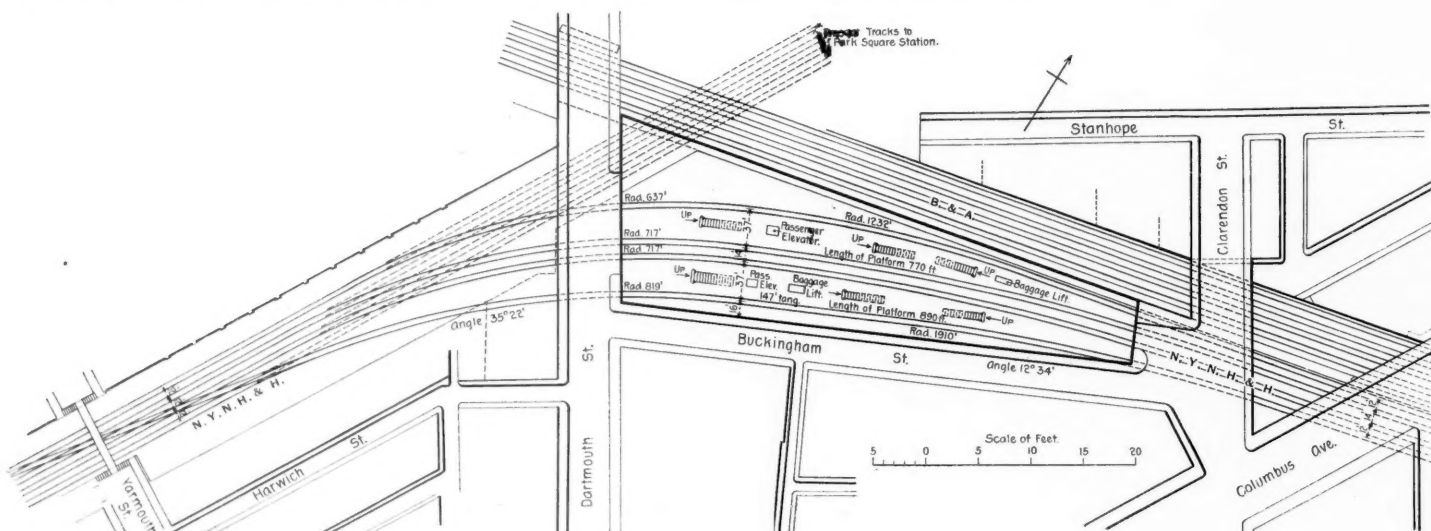 Tracks to
Park Square Station.
Stanhope St.
Clarendon St.
B. & A.
Rad. 637'
Rad. 1232'
UP
37'
Passenger
Elevator.
UP
Length of Platform 770 ft
UP
Baggage Lift.
Rad. 717'
Rad. 717'
UP
37'
Pass
Elev.
147' tang.
Baggage
Lift.
Length of Platform 890 ft.
UP
Rad 819'
16'
Rad. 1910'
Angle 35° 22'
Buckingham St.
Angle 12° 34'
N. Y. N. H. & H.
N. Y. N. H. & H.
Harwich St.
Yarmouth
St.
Dartmouth St.
Columbus Ave.
Scale of Feet.
5 0 5 10 15 20